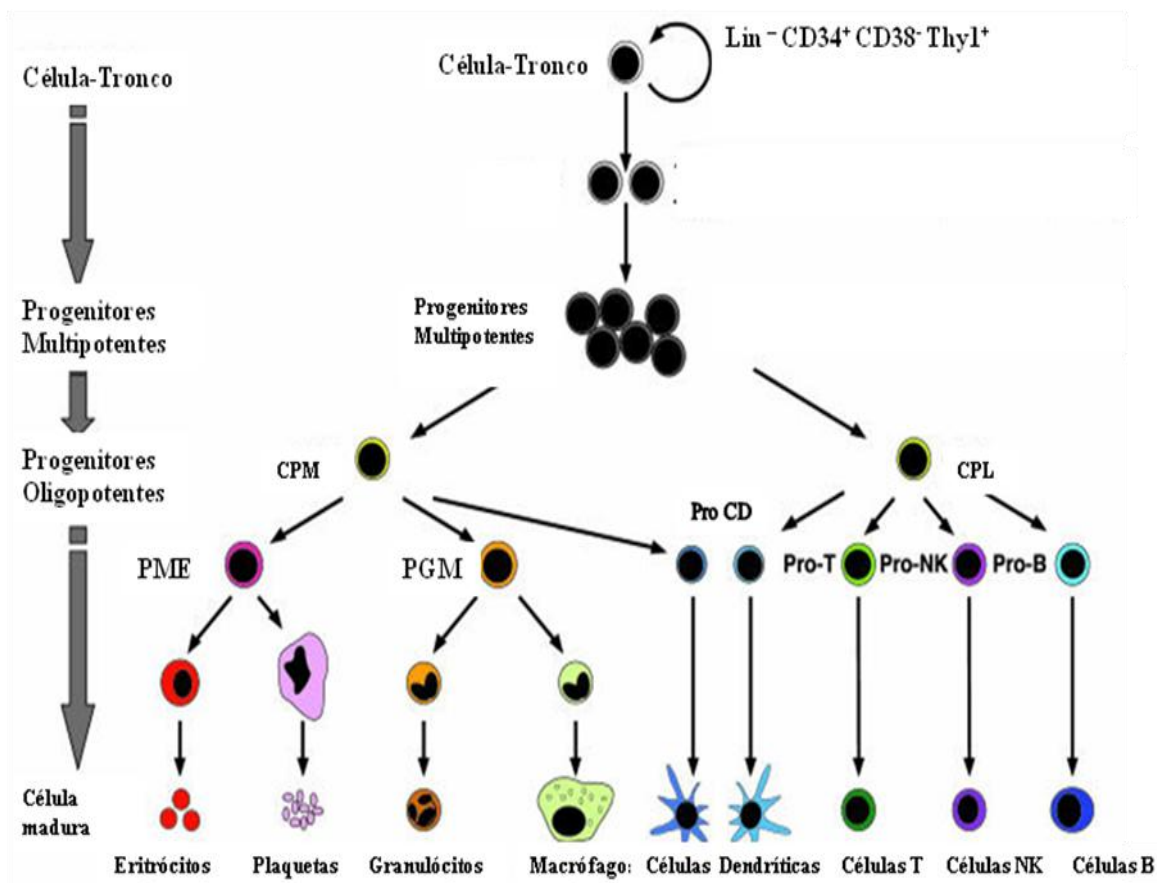 Lin – CD34+ CD38- Thy1+
Célula-Tronco
Célula-Tronco
Progenitores
Multipotentes
Progenitores
Multipotentes
Progenitores
Oligopotentes
CPM
CPL
Pro CD
PME
PGM
Pro-T
Pro-NK
Pro-B
Célula
madura
Eritrócitos
Plaquetas
Granulócitos
Macrófago:
Células Dendríticas
Células T
Células NK
Células B